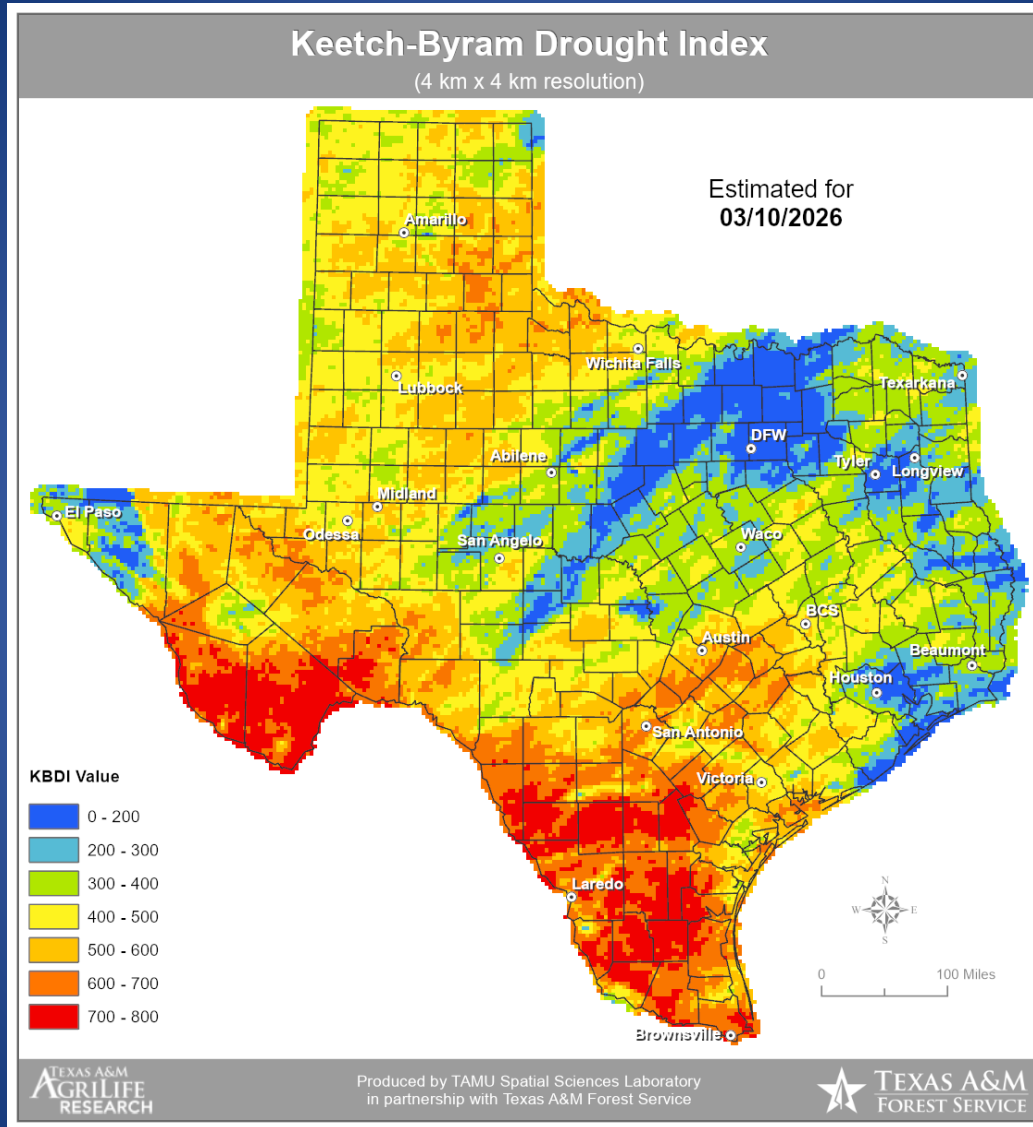 Keetch-Byram Drought Index
(4 km x 4 km resolution)
Estimated for
03/10/2026
Amarillo
Wichita Falls
Lubbock
Texarkana
DFW
Abilene
Tyler
Longview
Midland
El Paso
Odessa
San Angelo
Waco
BCS
Austin
Beaumont
Houston
San Antonio
Victoria
Laredo
Brownsville
KBDI Value
0 - 200
200 - 300
300 - 400
400 - 500
500 - 600
600 - 700
700 - 800
N
W E
S
0 100 Miles
TEXAS A&M
AGRILIFE
RESEARCH
Produced by TAMU Spatial Sciences Laboratory
in partnership with Texas A&M Forest Service
TEXAS A&M
FOREST SERVICE